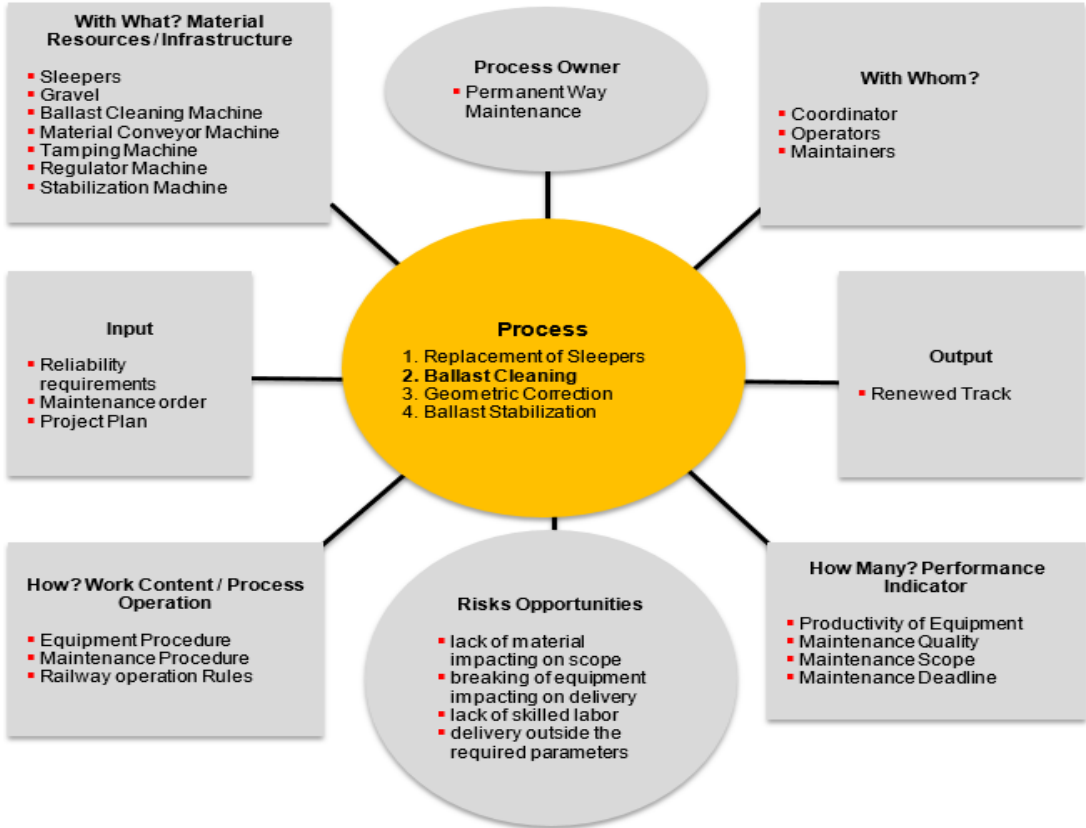 With What? Material
Resources / Infrastructure
▪ Sleepers
▪ Gravel
▪ Ballast Cleaning Machine
▪ Material Conveyor Machine
▪ Tamping Machine
▪ Regulator Machine
▪ Stabilization Machine
Process Owner
▪ Permanent Way
Maintenance
With Whom?
▪ Coordinator
▪ Operators
▪ Maintainers
Input
▪ Reliability
requirements
▪ Maintenance order
▪ Project Plan
Process
1. Replacement of Sleepers
2. Ballast Cleaning
3. Geometric Correction
4. Ballast Stabilization
Output
▪ Renewed Track
How? Work Content / Process
Operation
▪ Equipment Procedure
▪ Maintenance Procedure
▪ Railway operation Rules
Risks Opportunities
▪ lack of material
impacting on scope
▪ breaking of equipment
impacting on delivery
▪ lack of skilled labor
▪ delivery outside the
required parameters
How Many? Performance
Indicator
▪ Productivity of Equipment
▪ Maintenance Quality
▪ Maintenance Scope
▪ Maintenance Deadline